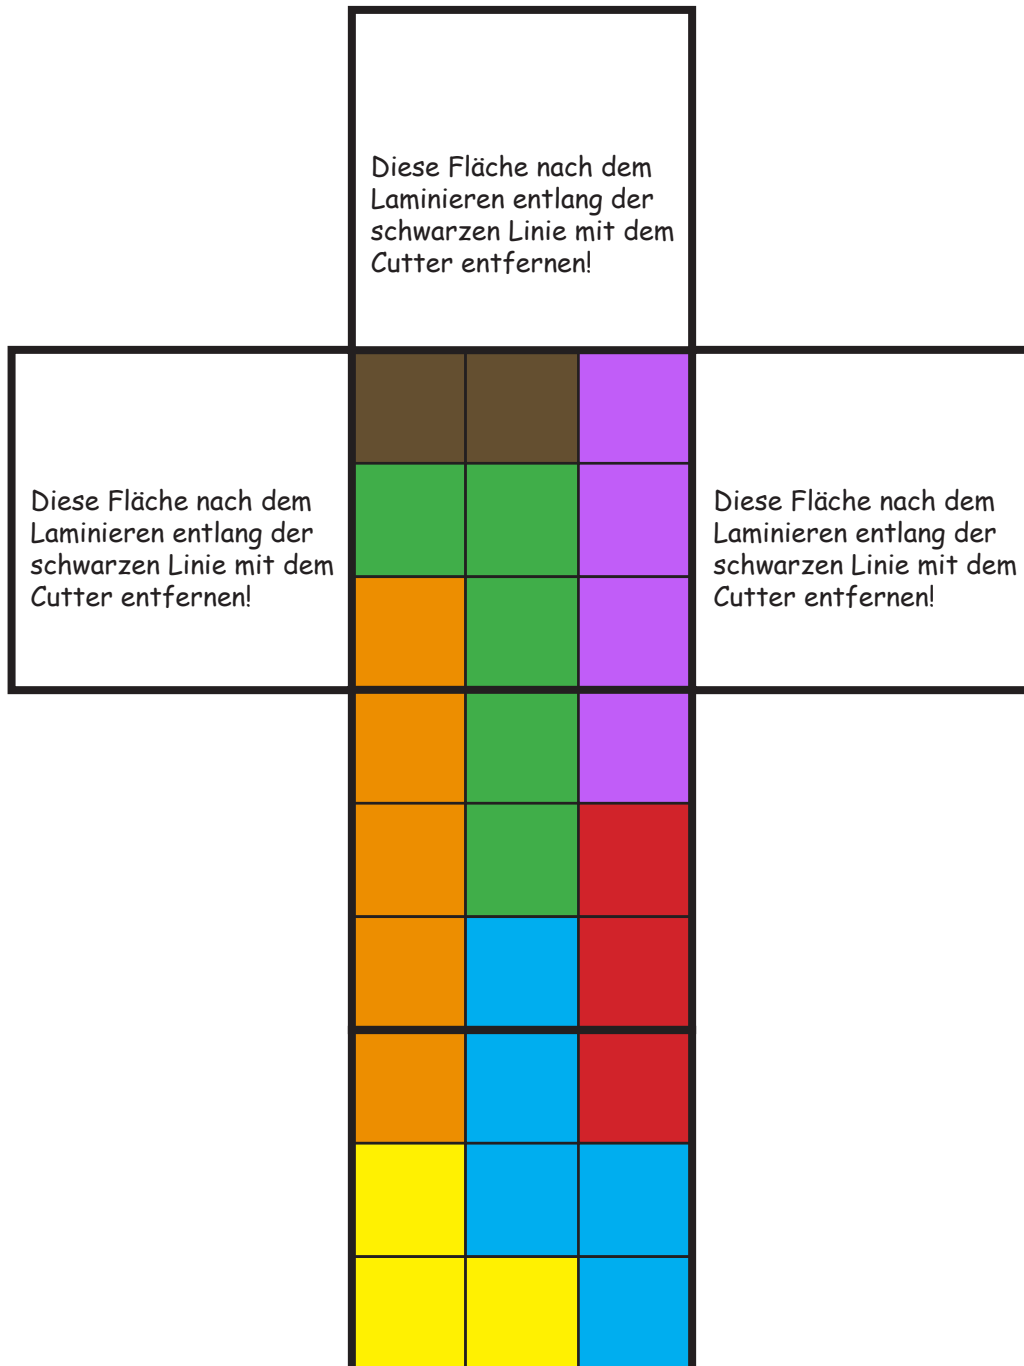 Diese Fläche nach dem
Laminieren entlang der
schwarzen Linie mit dem
Cutter entfernen!
Diese Fläche nach dem
Laminieren entlang der
schwarzen Linie mit dem
Cutter entfernen!
Diese Fläche nach dem
Laminieren entlang der
schwarzen Linie mit dem
Cutter entfernen!